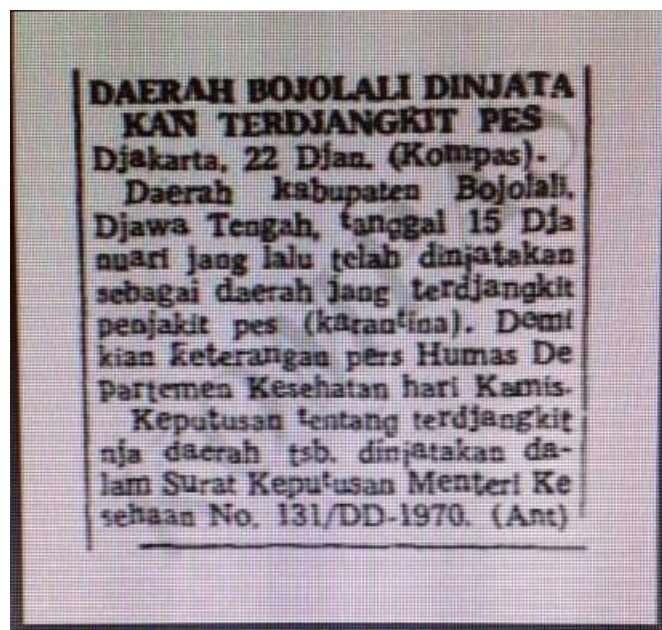 DAERAH BOJOLALI DINJATA
KAN TERDJANGKIT PES
Djakarta, 22 Djan. (Kompas).
Daerah kabupaten Bojolali,
Djawa Tengah, tanggal 15 Dja
nuari jang lalu telah dinjatakan
sebagai daerah jang terdjangkit
penjakit pes (karantina). Demi
kian keterangan pers Humas De
partemen Kesehatan hari Kamis.
Keputusan tentang terdjangkit
nja daerah tsb. dinjatakan da-
lam Surat Keputusan Menteri Ke
sehaan No. 131/DD-1970. (Ant)